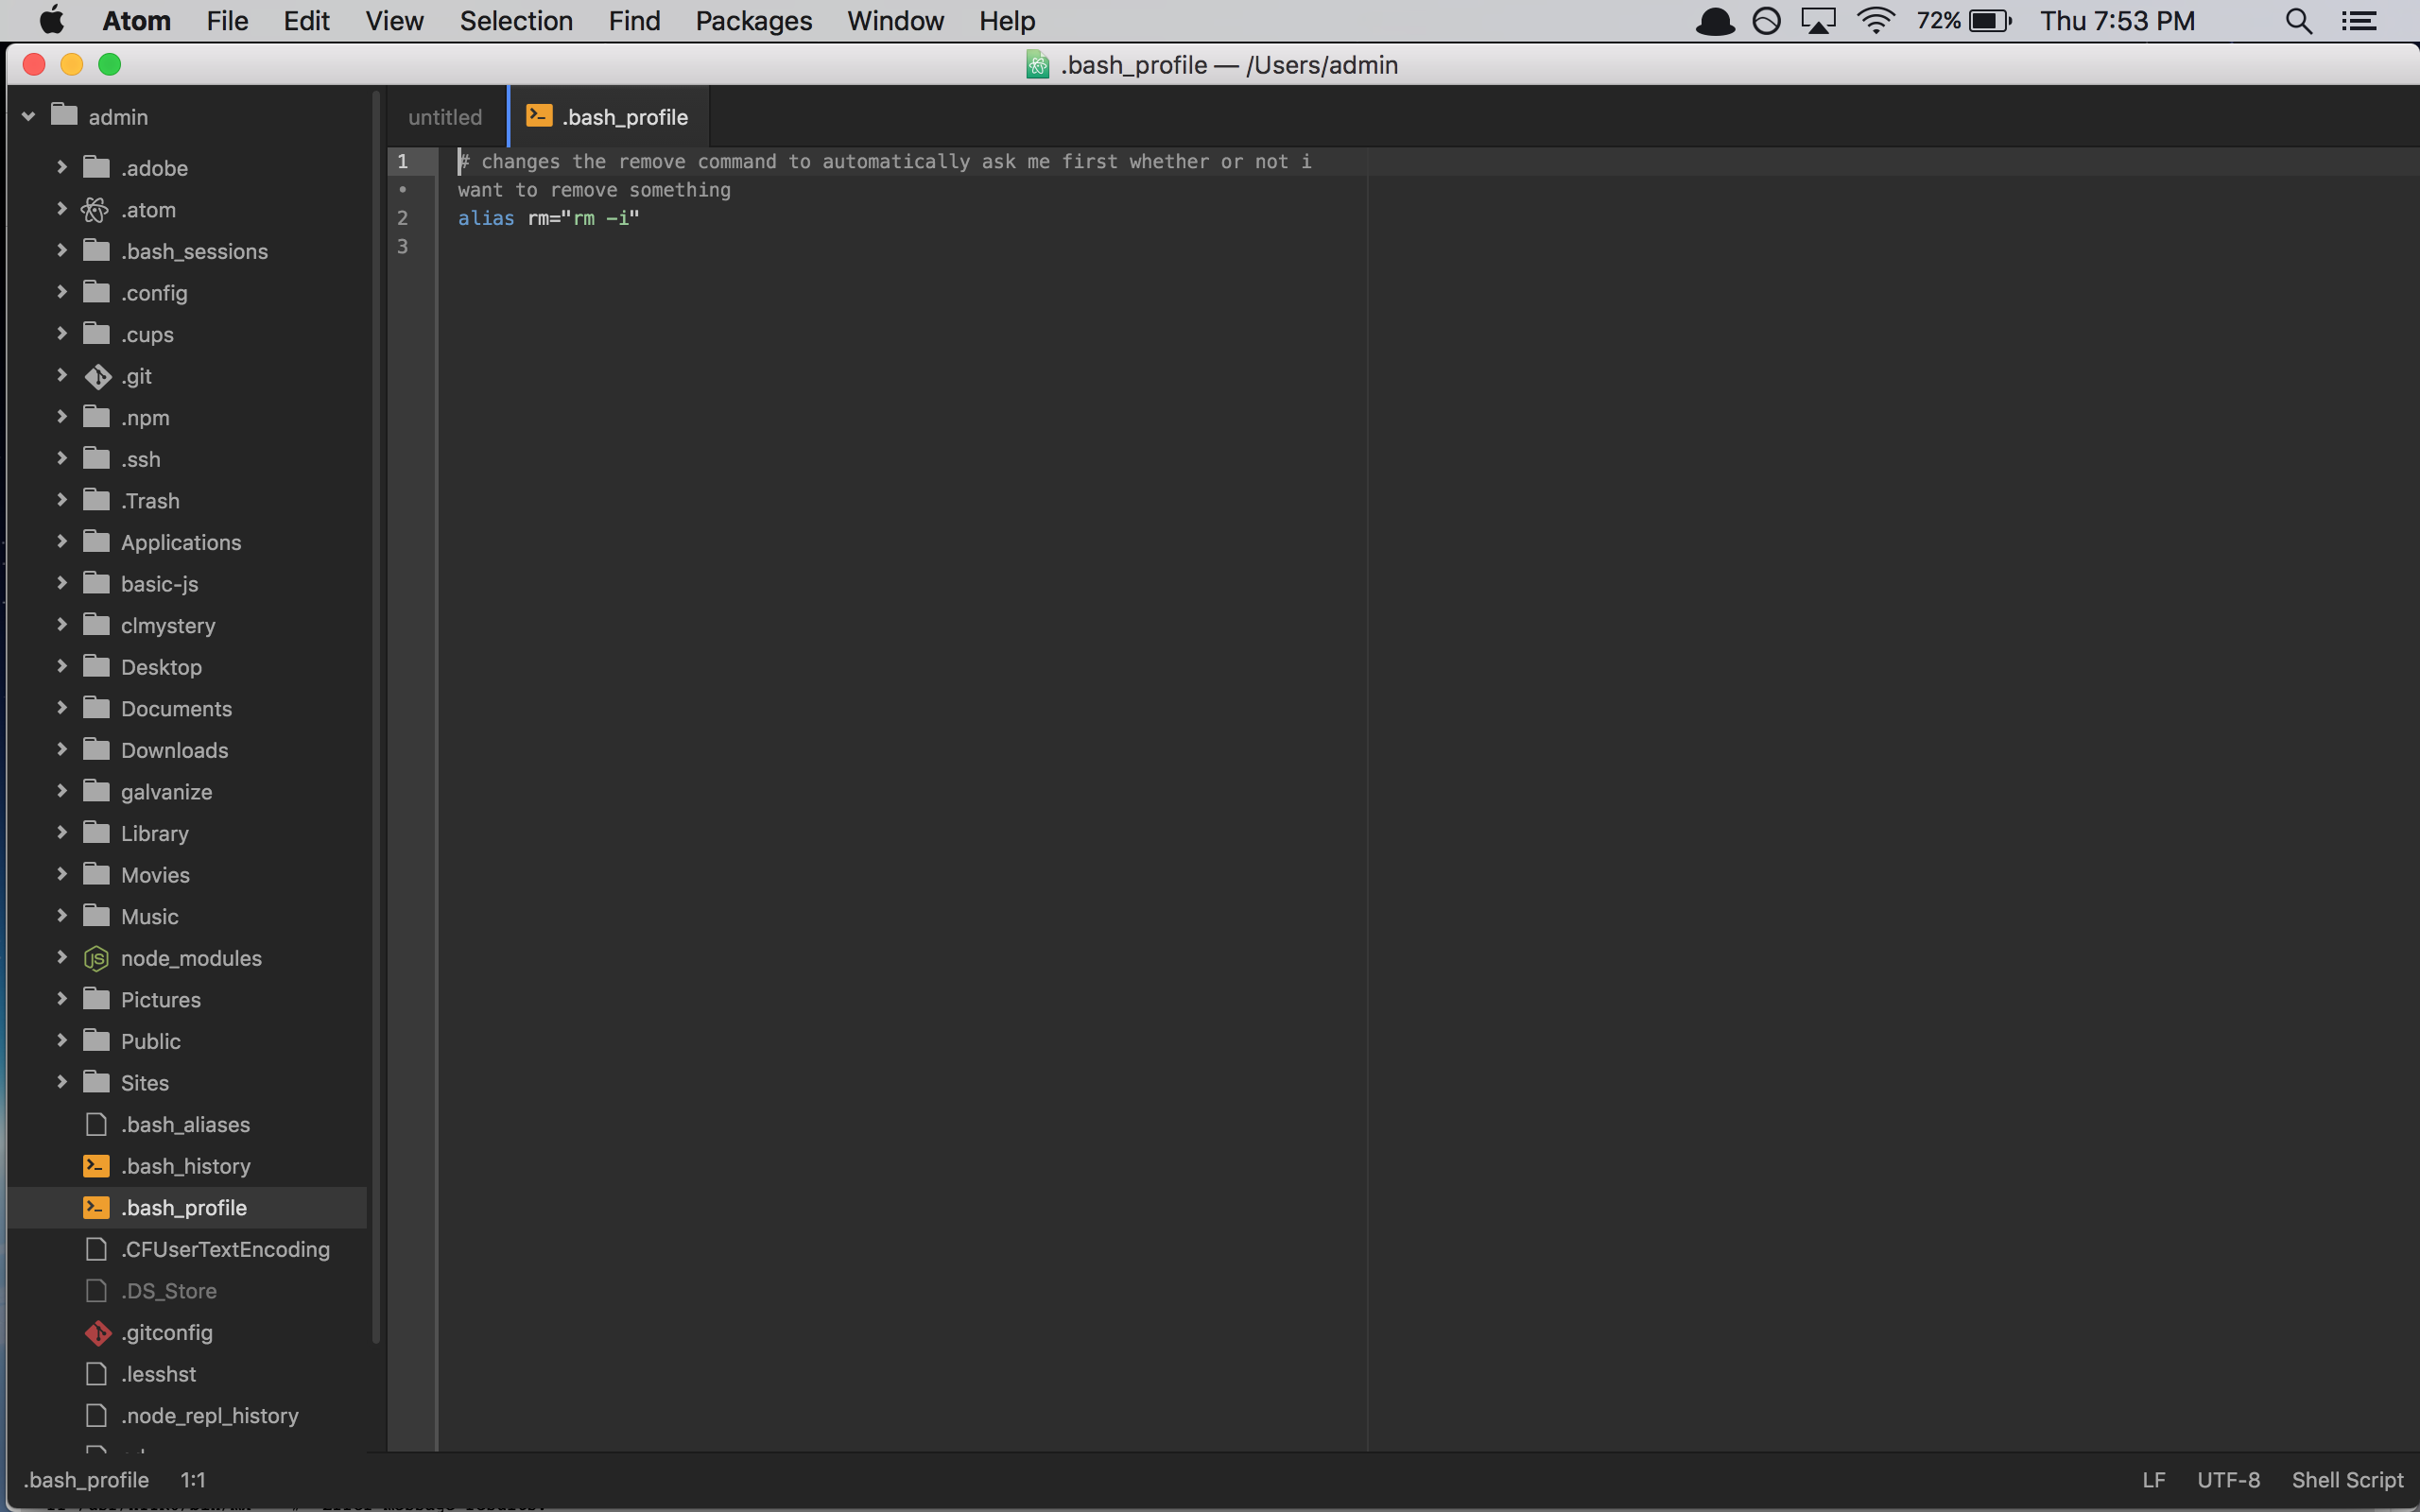 Atom File Edit View Selection Find Packages Window Help 72% Thu 7:53 PM
.bash_profile — /Users/admin
admin
.adobe
.atom
.bash_sessions
.config
.cups
.git
.npm
.ssh
.Trash
Applications
basic-js
clmystery
Desktop
Documents
Downloads
galvanize
Library
Movies
Music
node_modules
Pictures
Public
Sites
.bash_aliases
.bash_history
.bash_profile
.CFUserTextEncoding
.DS_Store
.gitconfig
.lesshst
.node_repl_history
untitled .bash_profile
1 # changes the remove command to automatically ask me first whether or not i
• want to remove something
2 alias rm="rm -i"
3
.bash_profile 1:1 LF UTF-8 Shell Script